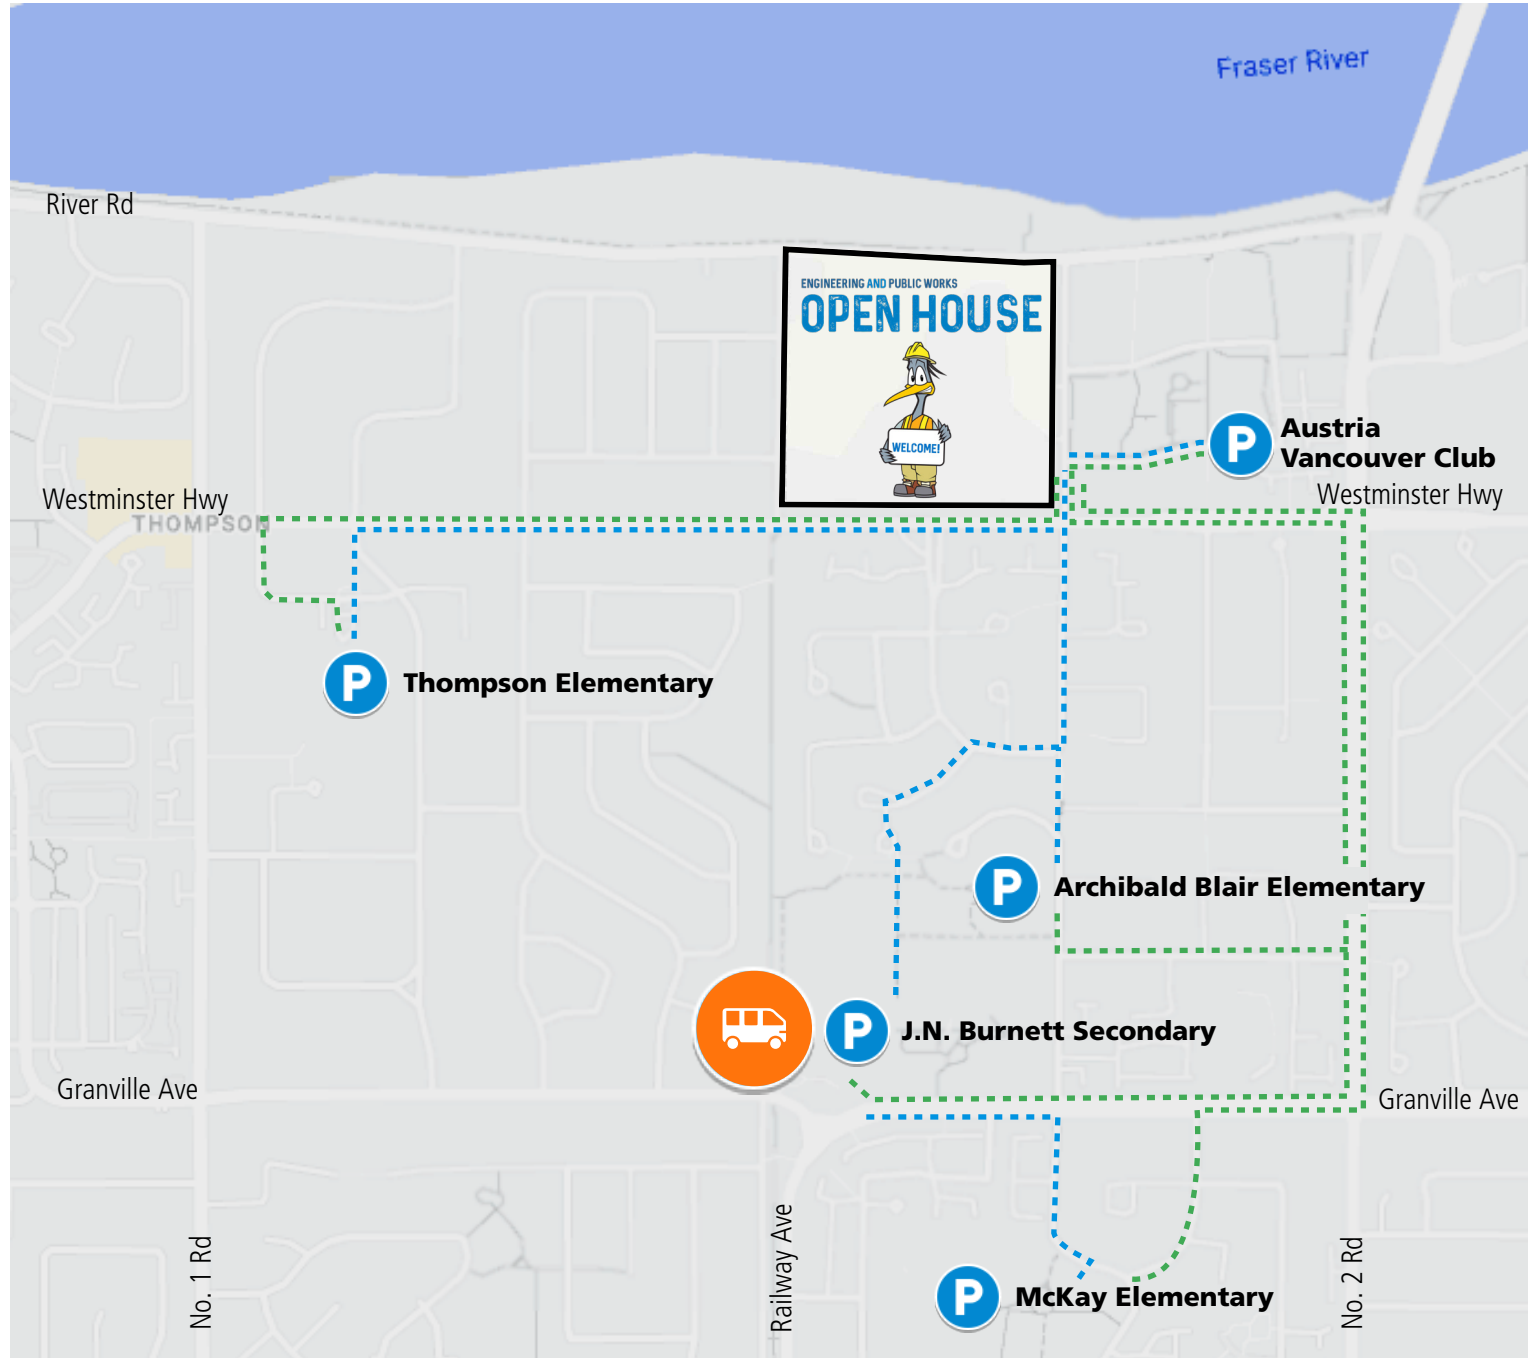 Fraser River
River Rd
ENGINEERING AND PUBLIC WORKS
OPEN HOUSE
WELCOME!
P
Austria
Vancouver Club
Westminster Hwy
Westminster Hwy
THOMPSON
P
Thompson Elementary
P
Archibald Blair Elementary
P
J.N. Burnett Secondary
Granville Ave
Granville Ave
No. 1 Rd
Railway Ave
No. 2 Rd
P
McKay Elementary